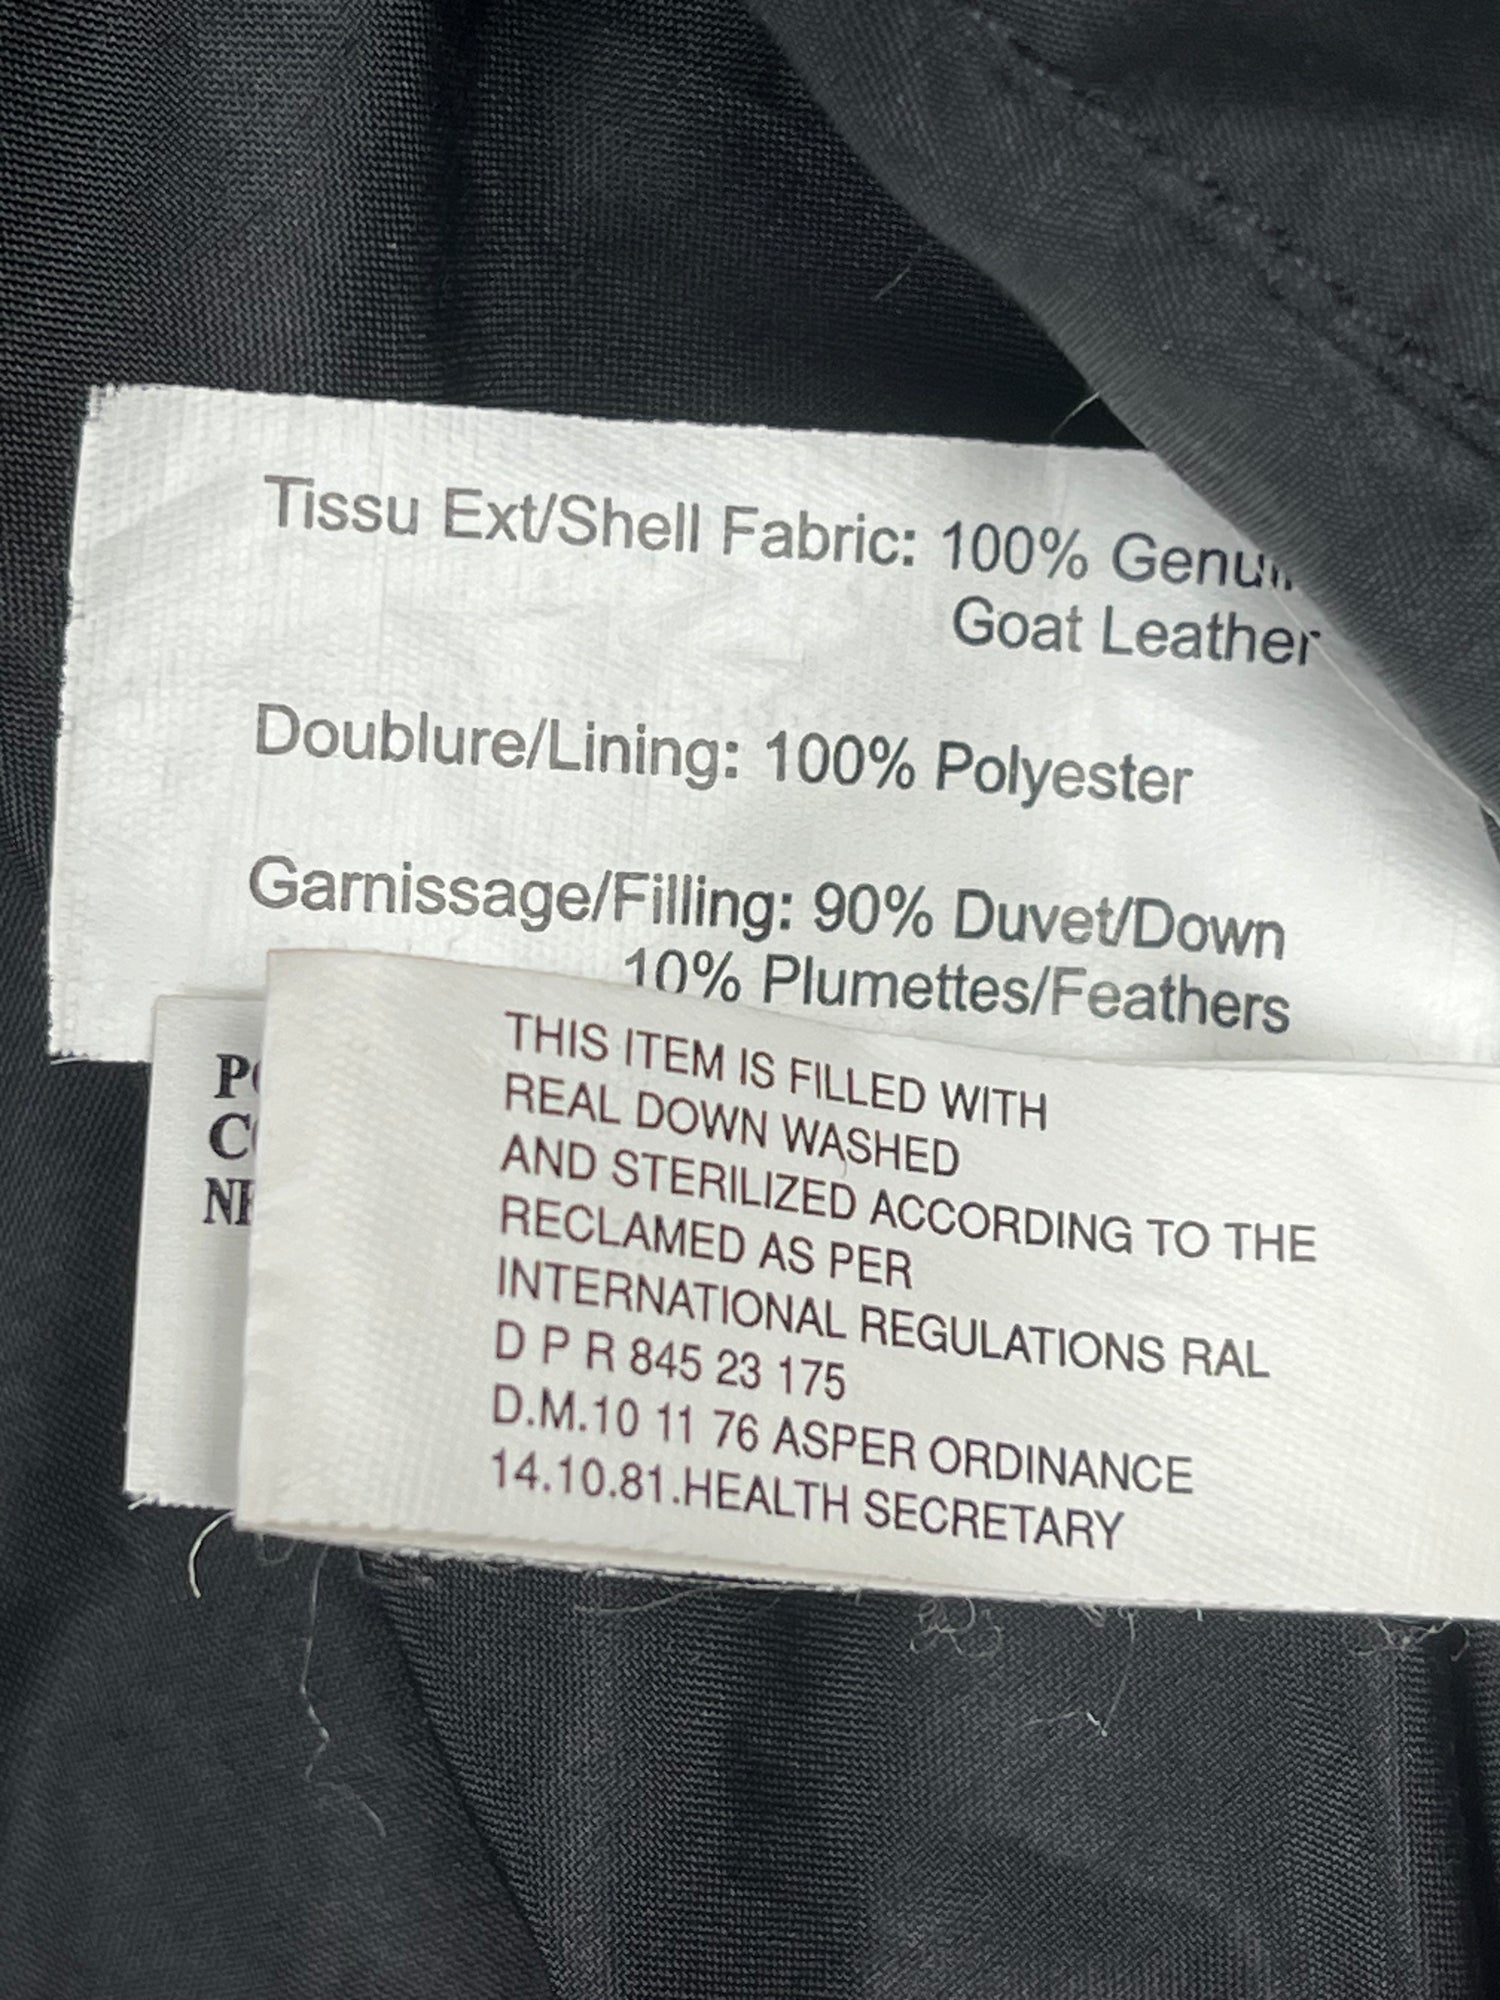 Tissu Ext/Shell Fabric: 100%
Goat Leather
Doublure/Lining: 100% Polyester
Garnissage/Filling: 90% Duvet/Down
10% Plumettes/Feathers
THIS ITEM IS FILLED WITH
REAL DOWN WASHED
AND STERILIZED ACCORDING TO THE
RECLAMED AS PER
INTERNATIONAL REGULATIONS RAL
D P R 845 23 175
D.M.10 11 76 ASPER ORDINANCE
14.10.81.HEALTH SECRETARY